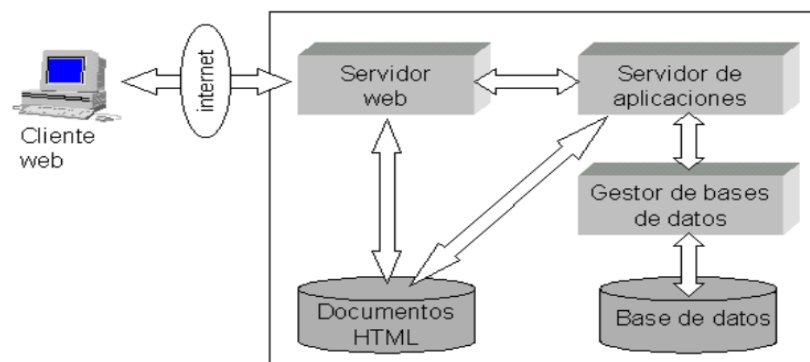 Cliente
web
internet
Servidor
web
Servidor de
aplicaciones
Gestor de bases
de datos
Documentos
HTML
Base de datos